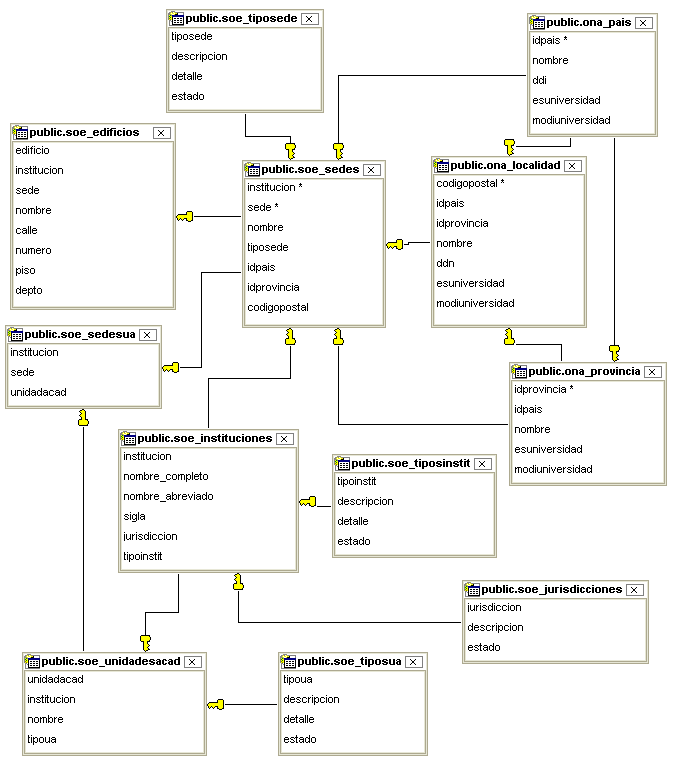 public.soe_tiposede
tiposede
descripcion
detalle
estado
public.ona_pais
idpais *
nombre
ddi
esuniversidad
modiuniversidad
public.soe_edificios
edificio
institucion
sede
nombre
calle
numero
piso
depto
public.soe_sedes
institucion *
sede *
nombre
tiposede
idpais
idprovincia
codigopostal
public.ona_localidad
codigopostal *
idpais
idprovincia
nombre
ddn
esuniversidad
modiuniversidad
public.soe_sedesua
institucion
sede
unidadacad
public.ona_provincia
idprovincia *
idpais
nombre
esuniversidad
modiuniversidad
public.soe_instituciones
institucion
nombre_completo
nombre_abreviado
sigla
jurisdiccion
tipoinstit
public.soe_tiposinstit
tipoinstit
descripcion
detalle
estado
public.soe_jurisdicciones
jurisdiccion
descripcion
estado
public.soe_unidadesacad
unidadacad
institucion
nombre
tipoua
public.soe_tiposua
tipoua
descripcion
detalle
estado